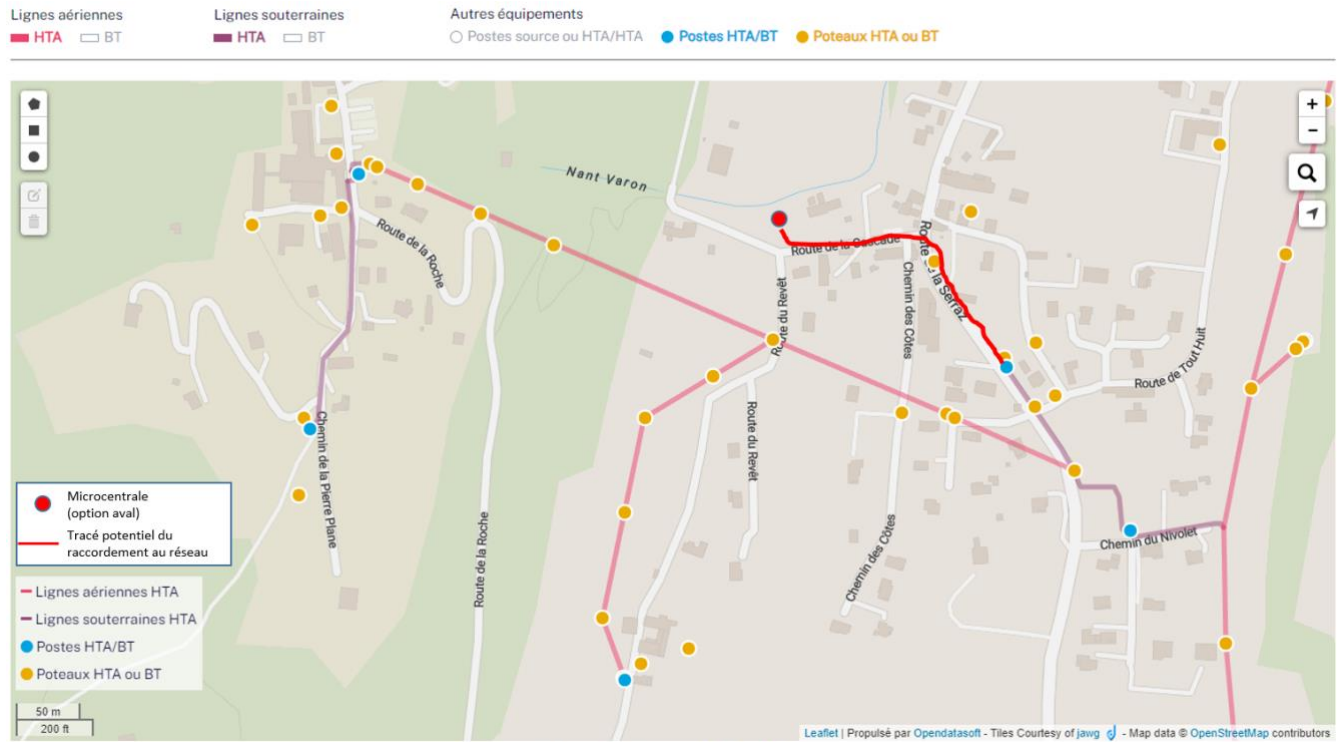 Lignes aériennes
Lignes souterraines
Autres équipements
HTA
BT
HTA
BT
Postes source ou HTA/HTA
Postes HTA/BT
Poteaux HTA ou BT
+
−
Nant Varon
Route de la Roche
Route de la Cascade
Route de la Serraz
Route du Revêt
Chemin des Côtes
Route de Tout Huit
Route du Revêt
Chemin de la Pierre Plane
Route de la Roche
Chemin des Côtes
Chemin du Nivolet
Microcentrale
(option aval)
Tracé potentiel du
raccordement au réseau
Lignes aériennes HTA
Lignes souterraines HTA
Postes HTA/BT
Poteaux HTA ou BT
50 m
200 ft
Leaflet | Propulsé par Opendatasoft - Tiles Courtesy of jawg - Map data © OpenStreetMap contributors